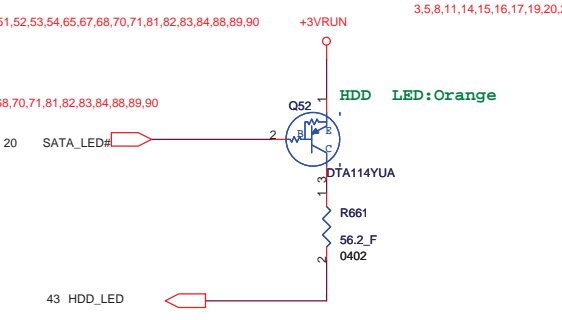 3,5,8,11,14,15,16,17,19,20,
51,52,53,54,65,67,68,70,71,81,82,83,84,88,89,90 +3VRUN
HDD LED:Orange
68,70,71,81,82,83,84,88,89,90
1
Q52
20 SATA_LED# 2 B E
C
DTA114YUA
3
1
R661
56.2_F
0402
2
43 HDD_LED